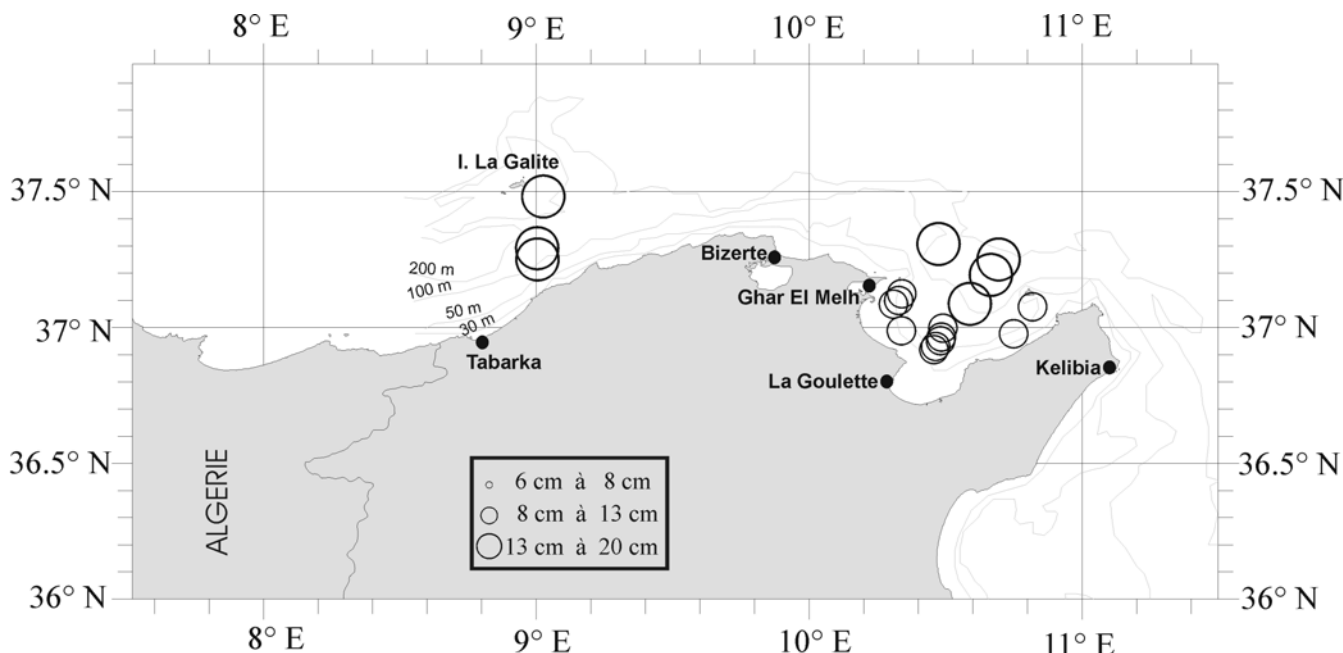 8° E 9° E 10° E 11° E
I. La Galite
37.5° N 37.5° N
Bizerte
200 m
100 m
Ghar El Melh
50 m
30 m
37° N 37° N
Tabarka
La Goulette
Kelibia
36.5° N 36.5° N
ALGERIE
6 cm à 8 cm
8 cm à 13 cm
13 cm à 20 cm
36° N 36° N
8° E 9° E 10° E 11° E